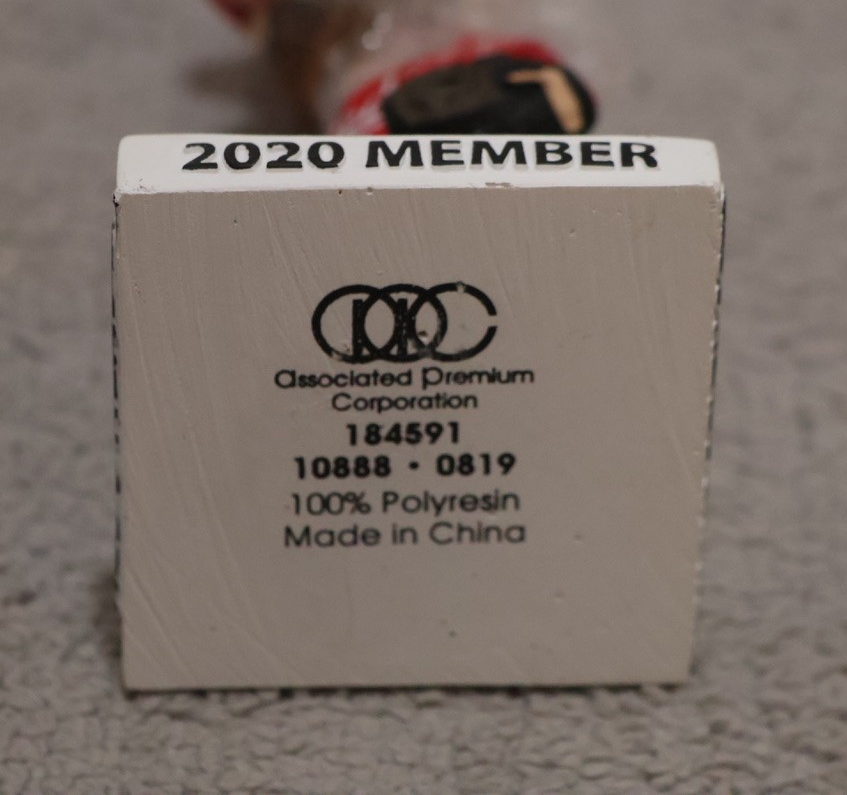 2020 MEMBER
associated premium
Corporation
184591
10888 • 0819
100% Polyresin
Made in China